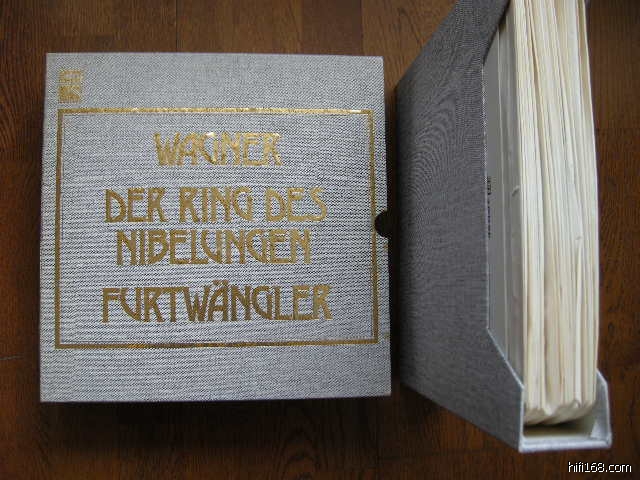 WAGNER
DER RING DES
NIBELUNGEN
FURTWÄNGLER
hifi168.com